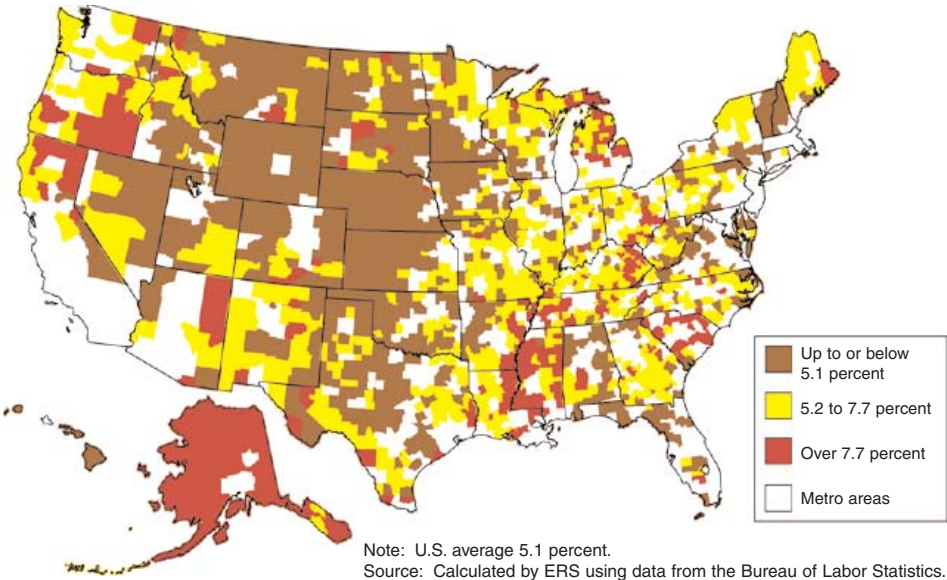 Up to or below
5.1 percent
5.2 to 7.7 percent
Over 7.7 percent
Metro areas
Note: U.S. average 5.1 percent.
Source: Calculated by ERS using data from the Bureau of Labor Statistics.